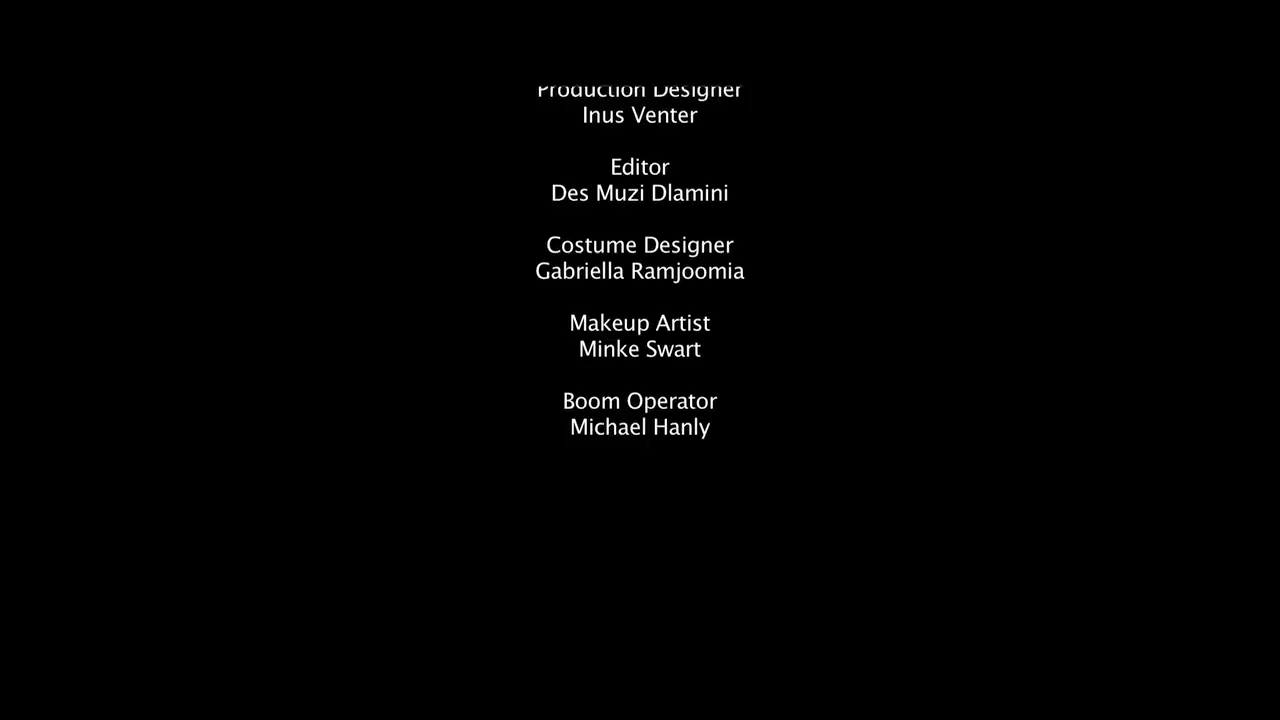 Production Designer
Inus Venter
Editor
Des Muzi Dlamini
Costume Designer
Gabriella Ramjoomia
Makeup Artist
Minke Swart
Boom Operator
Michael Hanly